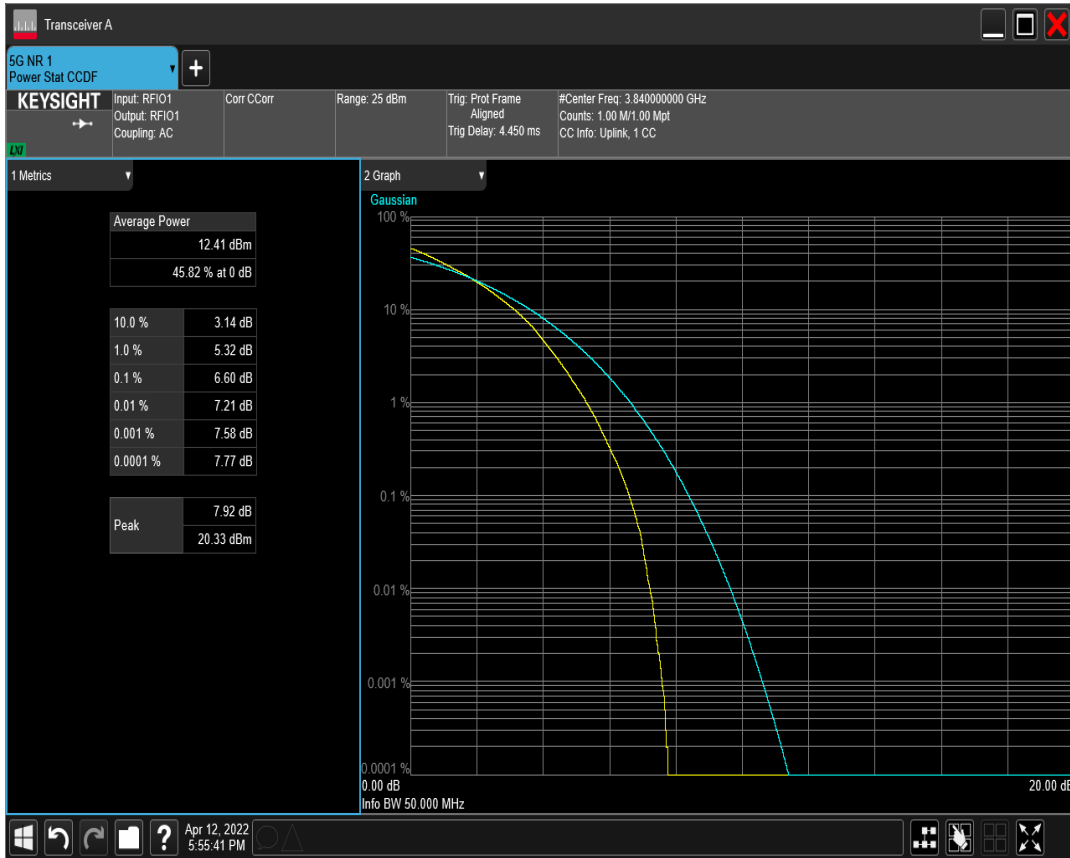 Transceiver A
5G NR 1
Power Stat CCDF
+
KEYSIGHT
LXI
Input: RFIO1
Output: RFIO1
Coupling: AC
Corr CCorr
Range: 25 dBm
Trig: Prot Frame
Aligned
Trig Delay: 4.450 ms
#Center Freq: 3.840000000 GHz
Counts: 1.00 M/1.00 Mpt
CC Info: Uplink, 1 CC
1 Metrics
Average Power
12.41 dBm
45.82 % at 0 dB
10.0 % 3.14 dB
1.0 % 5.32 dB
0.1 % 6.60 dB
0.01 % 7.21 dB
0.001 % 7.58 dB
0.0001 % 7.77 dB
Peak
7.92 dB
20.33 dBm
2 Graph
Gaussian
100 %
10 %
1 %
0.1 %
0.01 %
0.001 %
0.0001 %
0.00 dB 20.00 dB
Info BW 50.000 MHz
?
Apr 12, 2022
5:55:41 PM